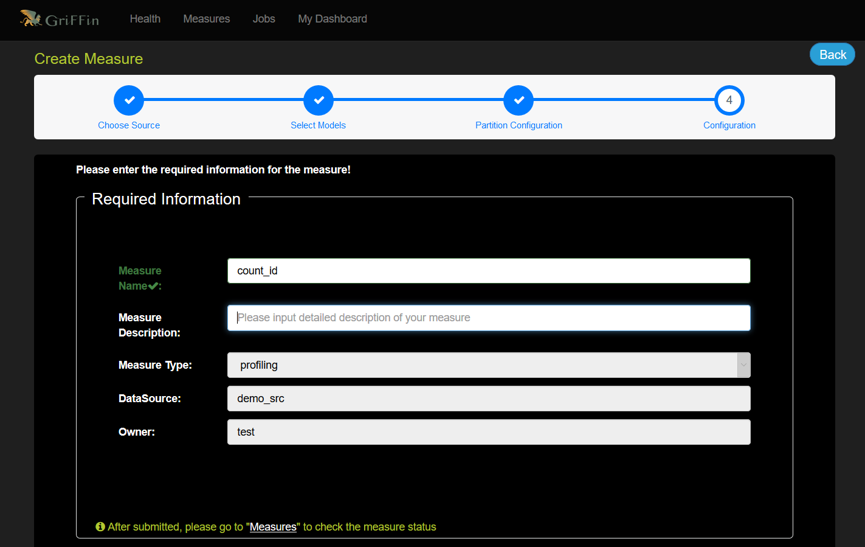 GriFFin Health Measures Jobs My Dashboard
Create Measure Back
4
Choose Source Select Models Partition Configuration Configuration
Please enter the required information for the measure!
Required Information
Measure Name: count_id
Measure Description: Please input detailed description of your measure
Measure Type: profiling
DataSource: demo_src
Owner: test
After submitted, please go to "Measures" to check the measure status